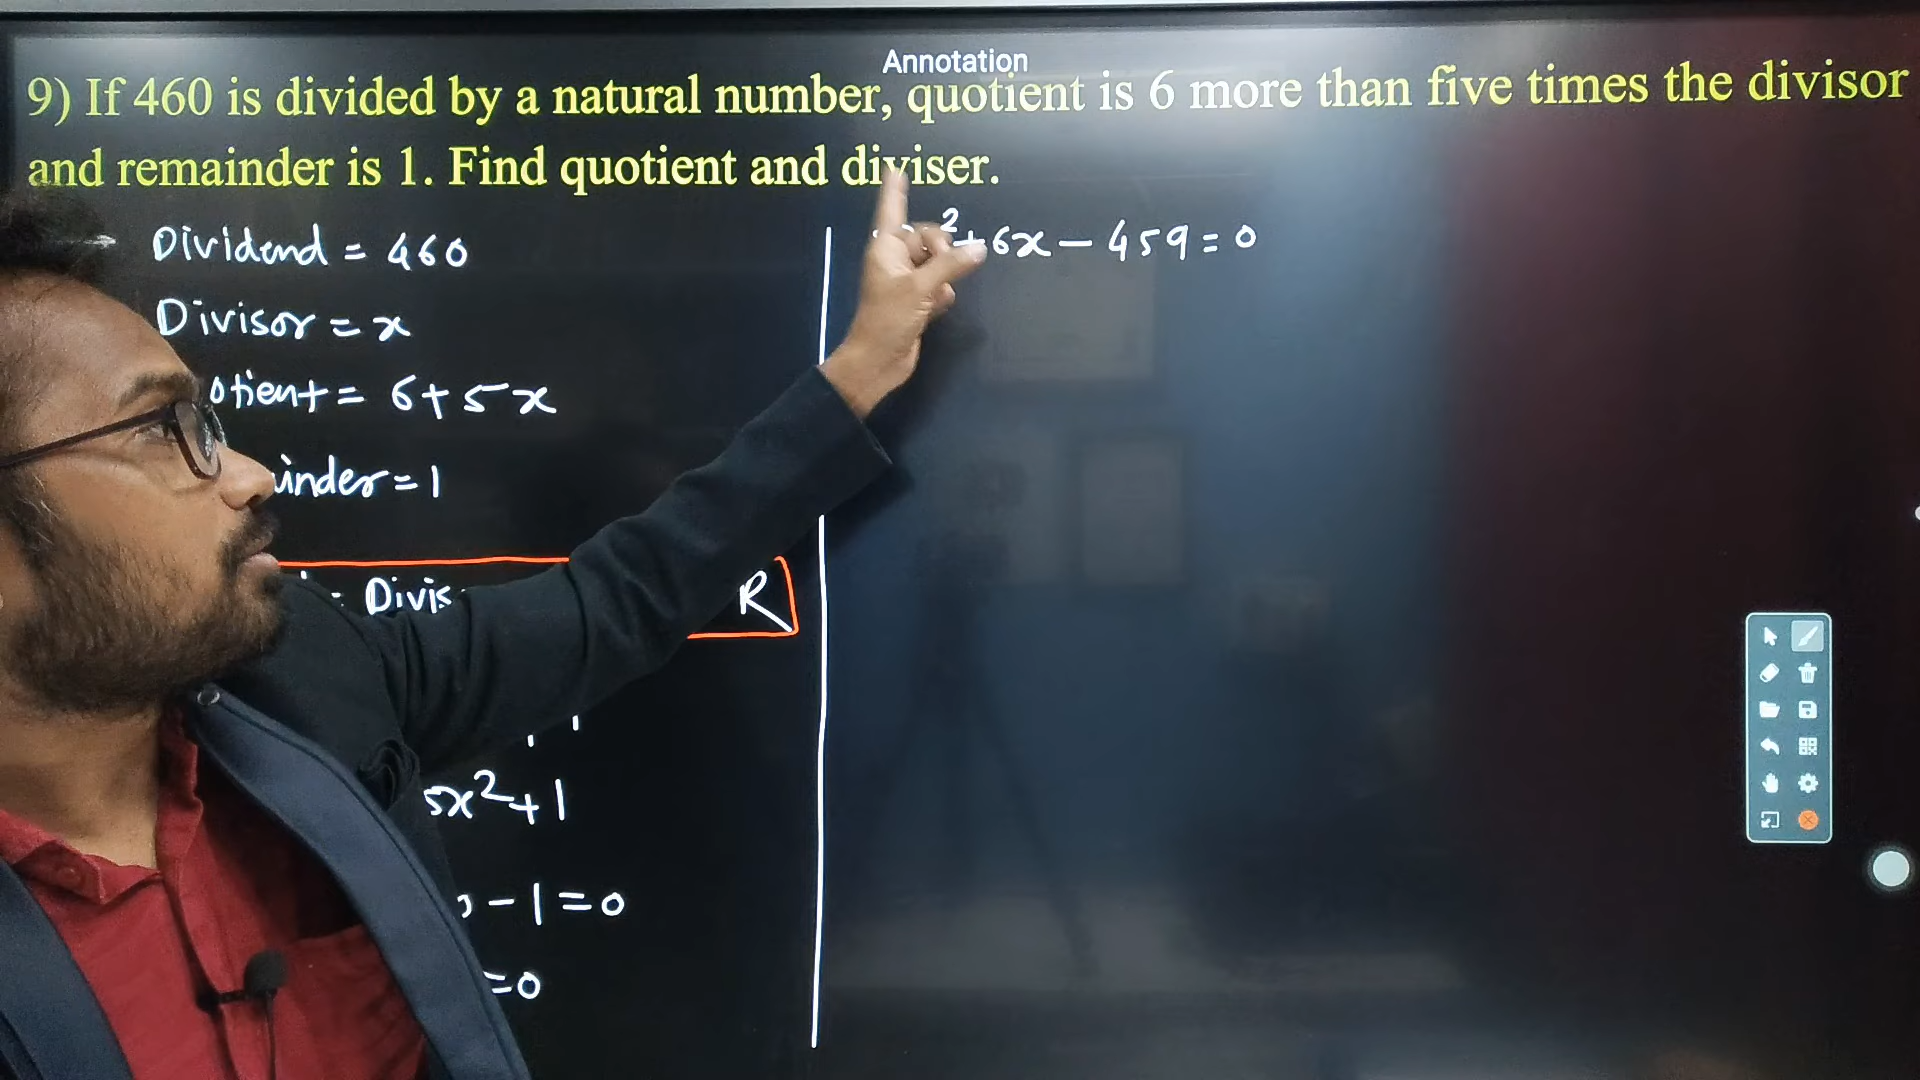 Annotation
9) If 460 is divided by a natural number, quotient is 6 more than five times the divisor
and remainder is 1. Find quotient and diviser.
Dividend = 460
Divisor = x
otient = 6+5x
inder = 1
: Divis R
5x²+1
-1=0
=0
²+6x-459=0